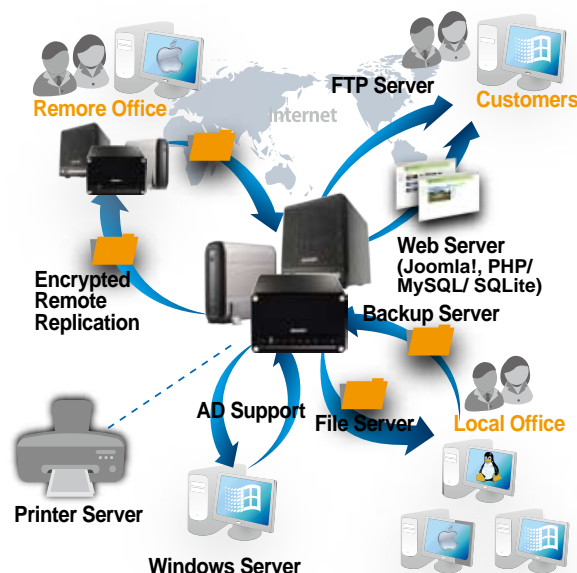 FTP Server
Remore Office
Customers
Internet
Web Server
(Joomla!, PHP/
MySQL/ SQLite)
Encrypted
Remote
Replication
Backup Server
AD Support
File Server
Local Office
Printer Server
Windows Server